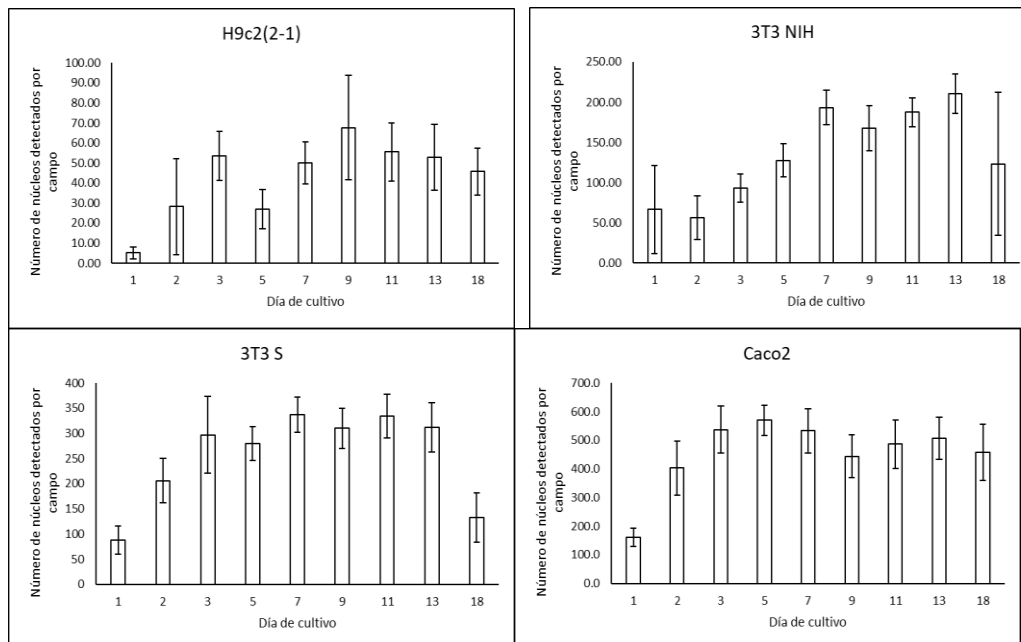 H9c2(2-1)
Número de núcleos detectados por
campo
100.00
90.00
80.00
70.00
60.00
50.00
40.00
30.00
20.00
10.00
0.00
1 2 3 5 7 9 11 13 18
Día de cultivo
3T3 NIH
Número de núcleos detectados por
campo
250.00
200.00
150.00
100.00
50.00
0.00
1 2 3 5 7 9 11 13 18
Día de cultivo
3T3 S
Número de núcleos detectados por
campo
400
350
300
250
200
150
100
50
0
1 2 3 5 7 9 11 13 18
Día de cultivo
Caco2
Número de núcleos detectados por
campo
700.0
600.0
500.0
400.0
300.0
200.0
100.0
0.0
1 2 3 5 7 9 11 13 18
Día de cultivo